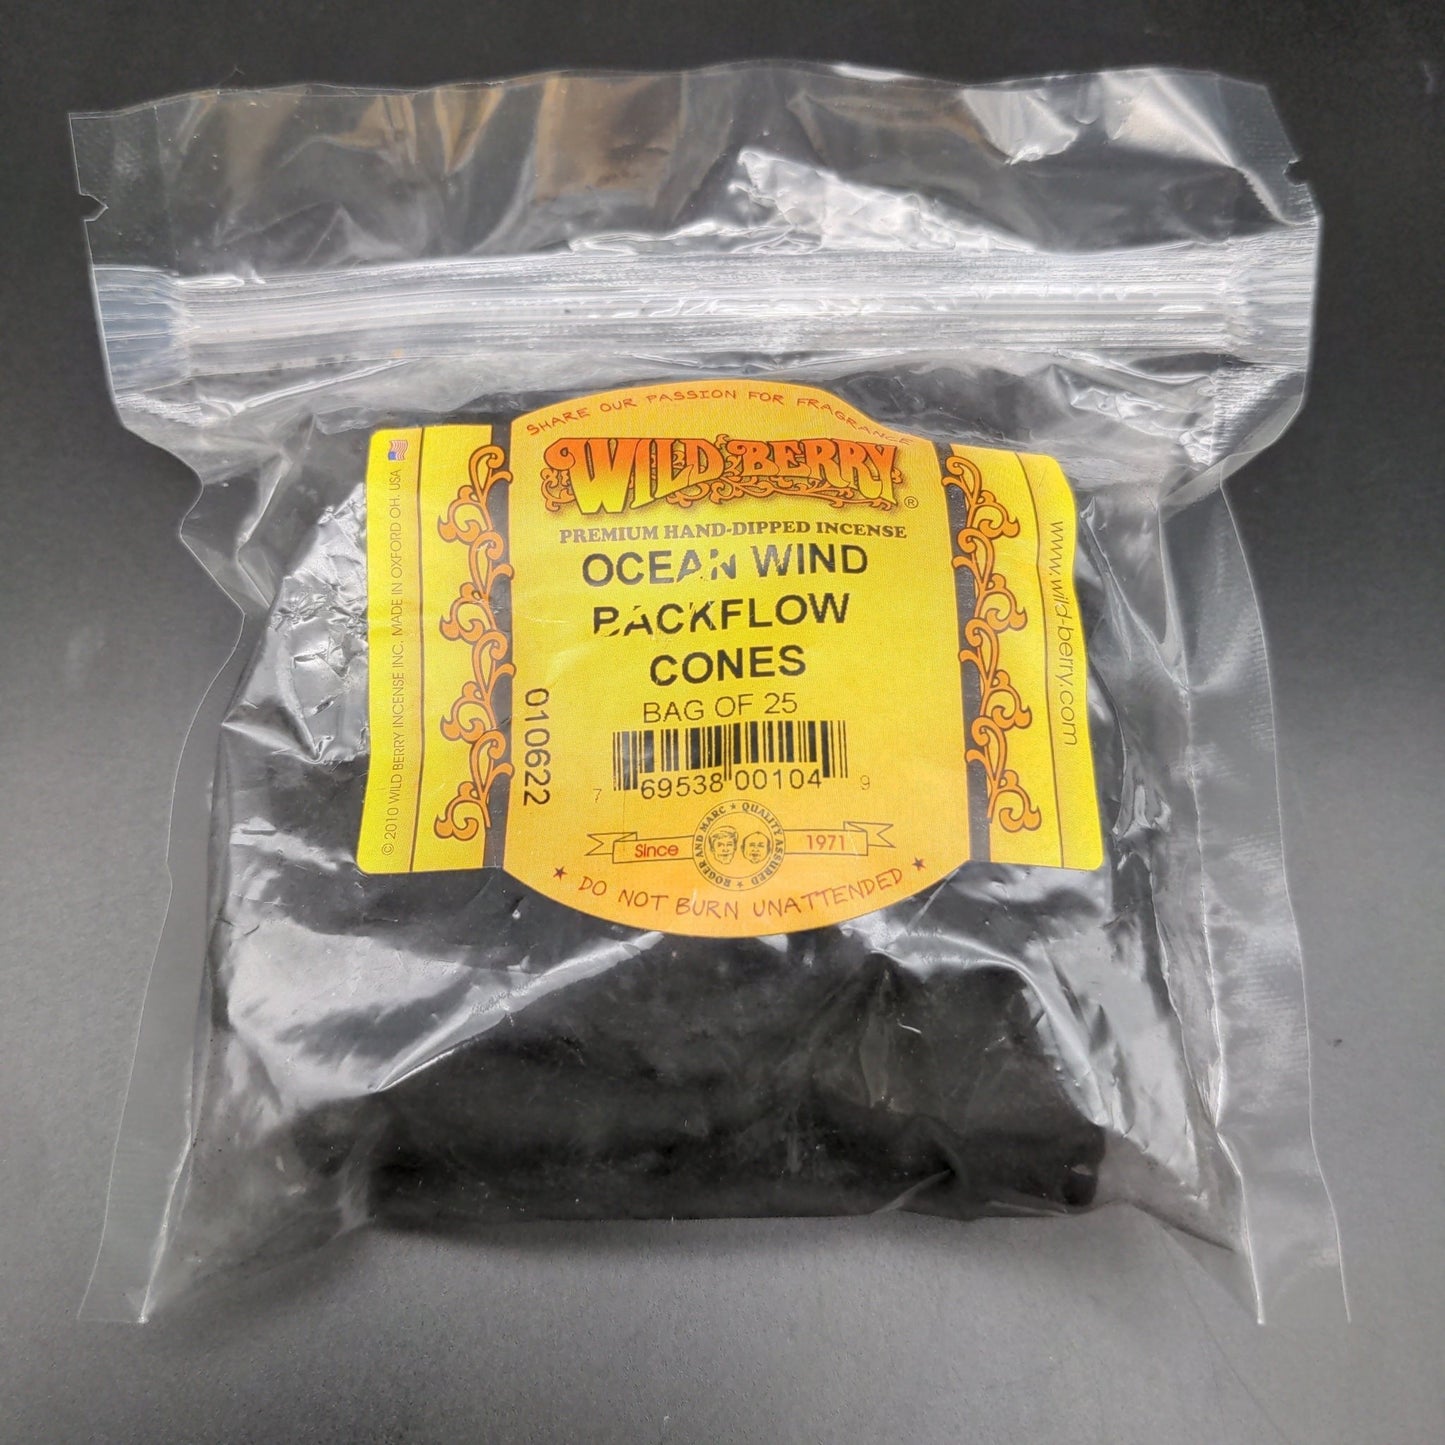 SHARE OUR PASSION FOR FRAGRANCE
WILD BERRY®
PREMIUM HAND-DIPPED INCENSE
OCEAN WIND
BACKFLOW
CONES
BAG OF 25
7 69538 00104 9
010622
ROGER AND MARC ★ QUALITY ASSURED ★
Since 1971
★ DO NOT BURN UNATTENDED ★
© 2010 WILD BERRY INCENSE INC. MADE IN OXFORD OH. USA
www.wild-berry.com